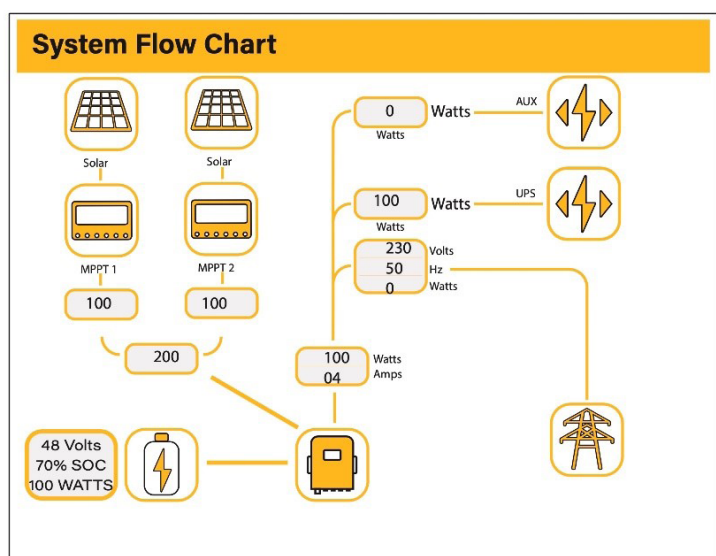 System Flow Chart
Solar
Solar
MPPT 1
MPPT 2
100
100
200
0 Watts
Watts
AUX
100 Watts
Watts
UPS
230 Volts
50 Hz
0 Watts
100 Watts
04 Amps
48 Volts
70% SOC
100 WATTS